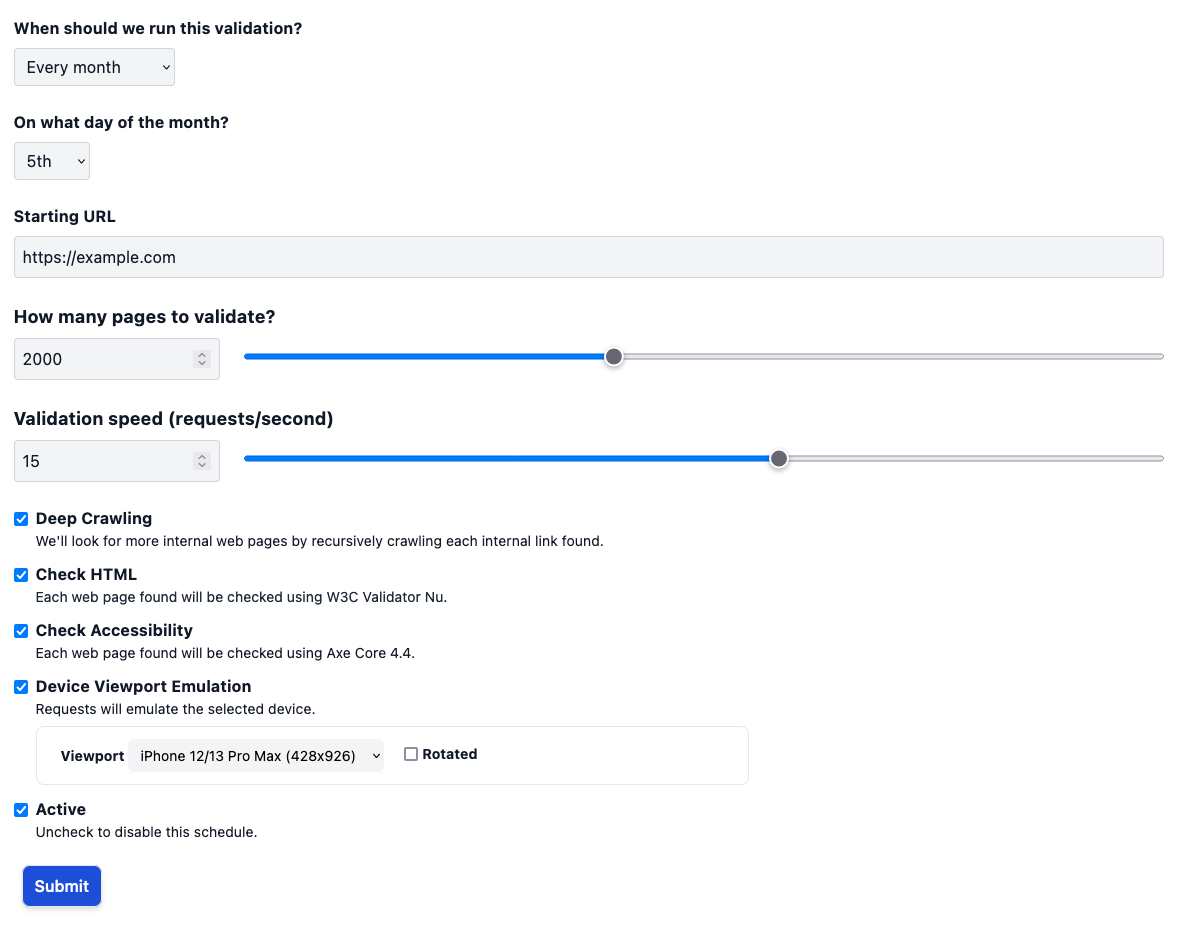 When should we run this validation?
Every month
On what day of the month?
5th
Starting URL
https://example.com
How many pages to validate?
2000
Validation speed (requests/second)
15
Deep Crawling
We'll look for more internal web pages by recursively crawling each internal link found.
Check HTML
Each web page found will be checked using W3C Validator Nu.
Check Accessibility
Each web page found will be checked using Axe Core 4.4.
Device Viewport Emulation
Requests will emulate the selected device.
Viewport iPhone 12/13 Pro Max (428x926) Rotated
Active
Uncheck to disable this schedule.
Submit